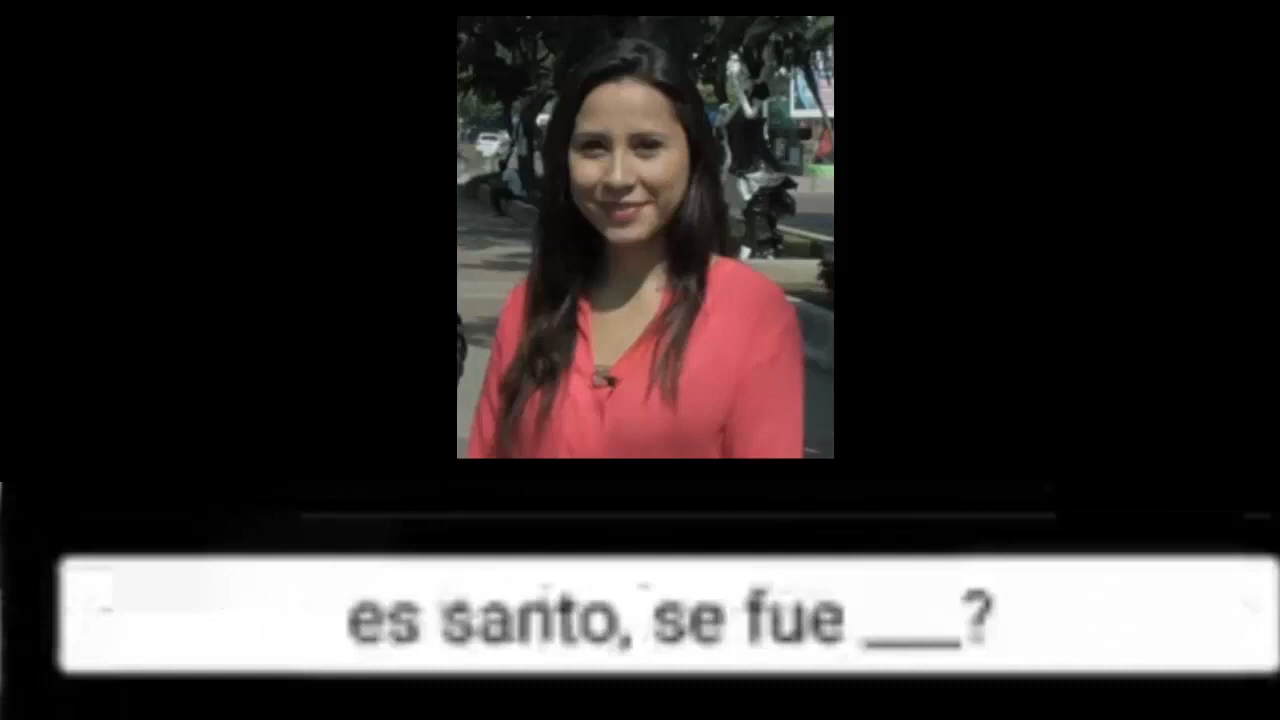 es santo, se fue ___?